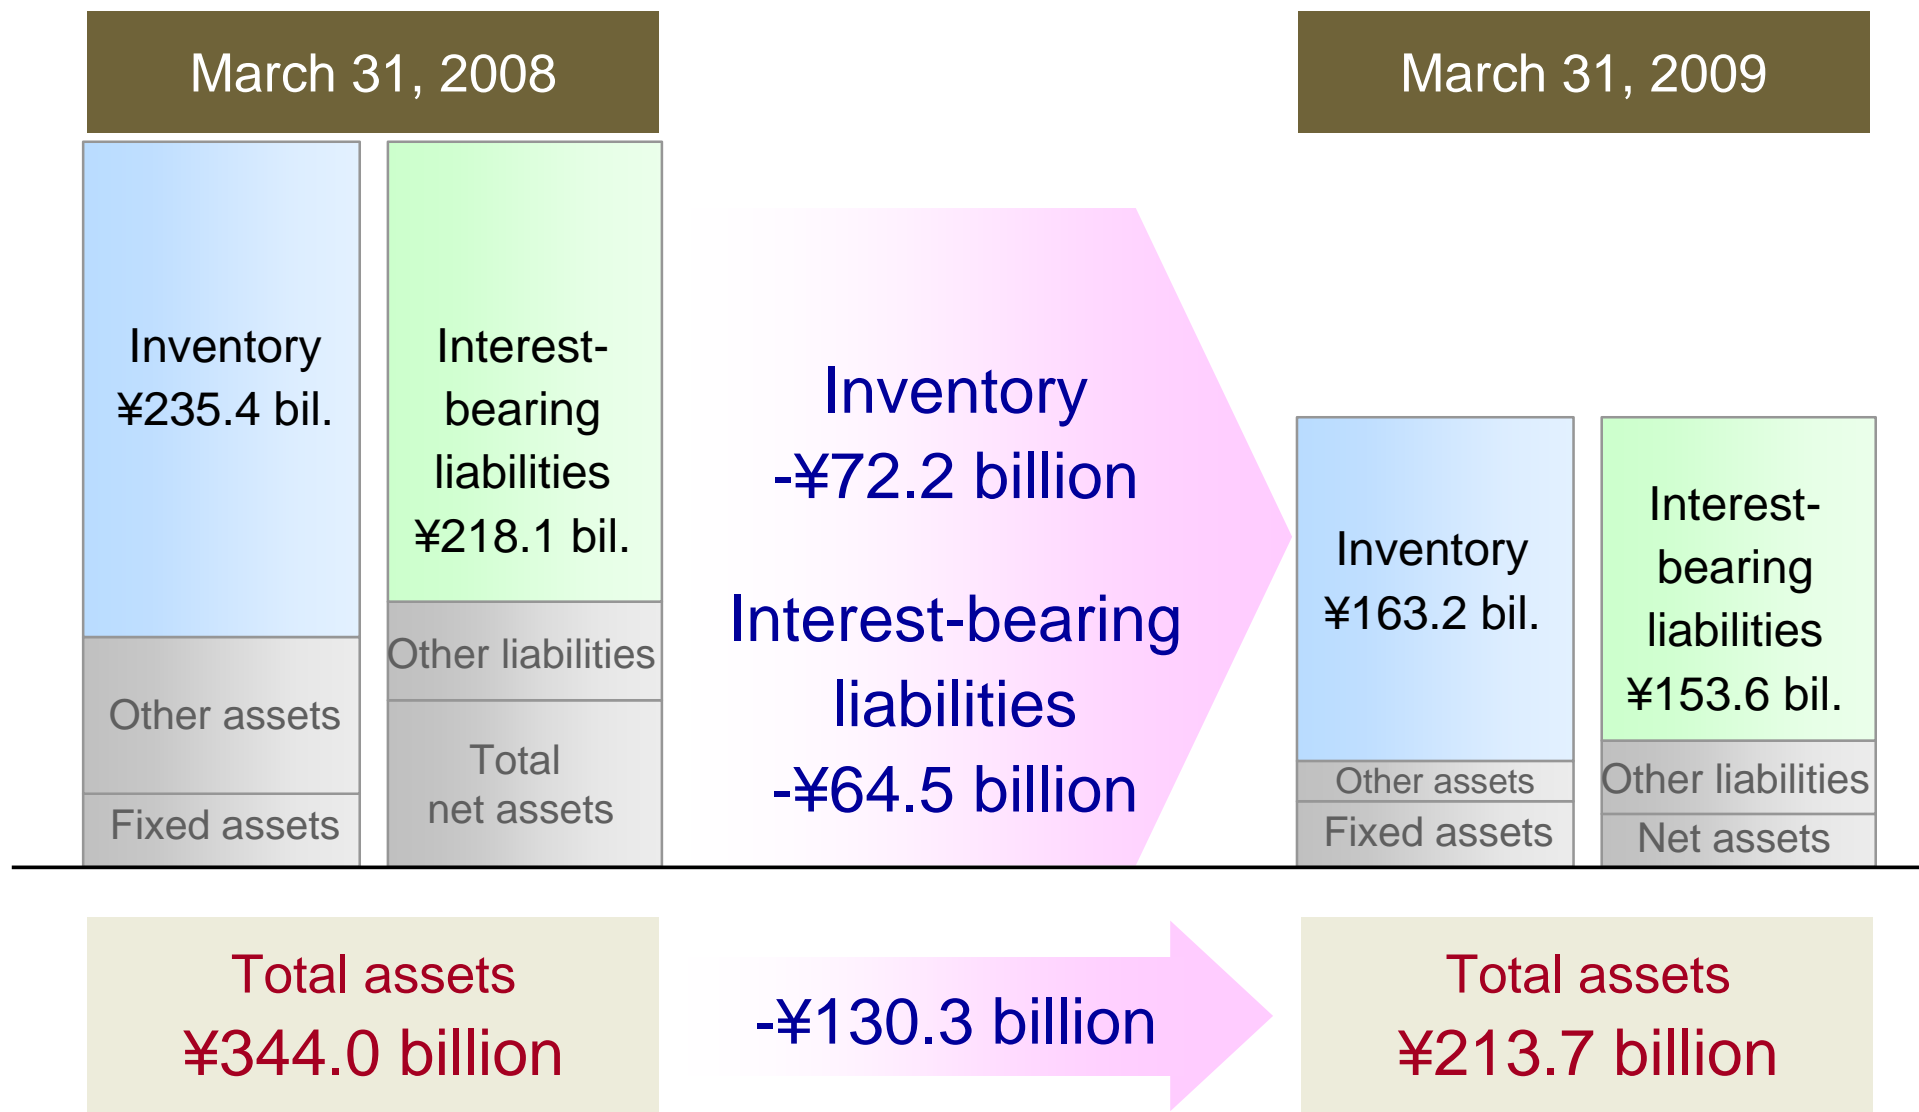 March 31, 2008
March 31, 2009
Inventory
¥235.4 bil.
Other assets
Fixed assets
Interest-
bearing
liabilities
¥218.1 bil.
Other liabilities
Total
net assets
Inventory
-¥72.2 billion
Interest-bearing
liabilities
-¥64.5 billion
Inventory
¥163.2 bil.
Other assets
Fixed assets
Interest-
bearing
liabilities
¥153.6 bil.
Other liabilities
Net assets
Total assets
¥344.0 billion
-¥130.3 billion
Total assets
¥213.7 billion